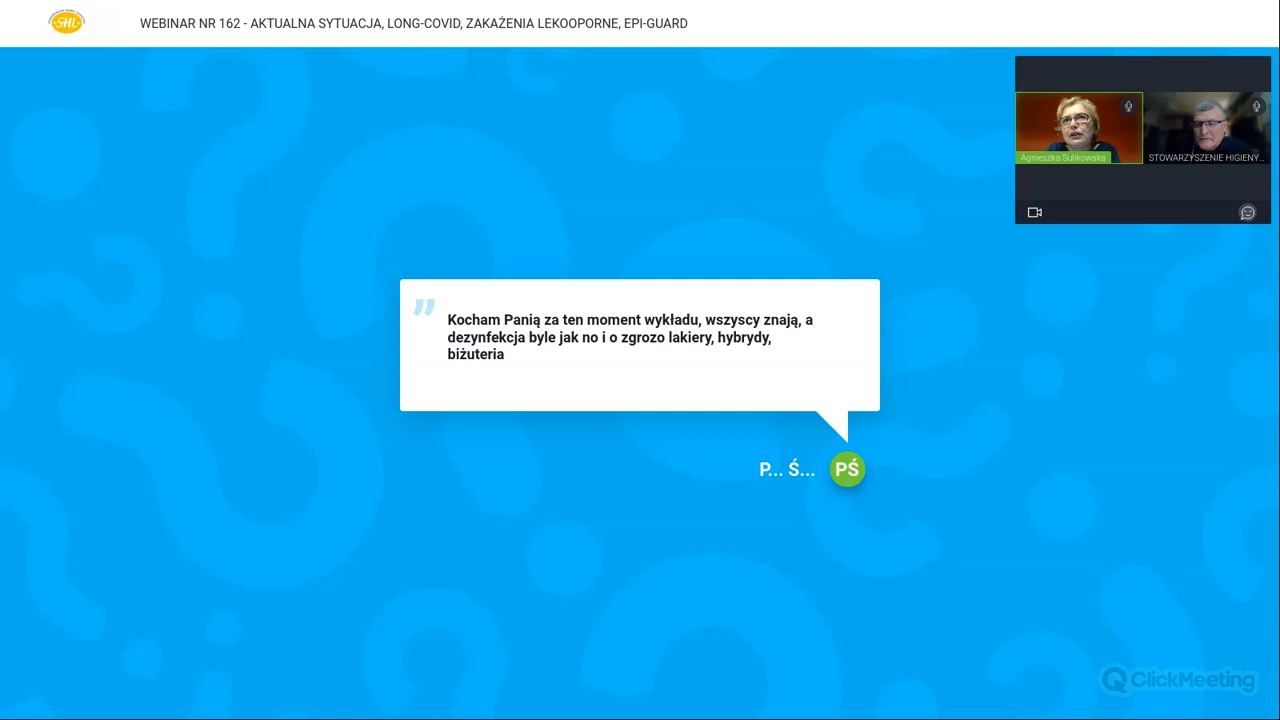 SHL
WEBINAR NR 162 - AKTUALNA SYTUACJA, LONG-COVID, ZAKAŻENIA LEKOOPORNE, EPI-GUARD
Agnieszka Sulikowska
STOWARZYSZENIE HIGIENY...
”
Kocham Panią za ten moment wykładu, wszyscy znają, a
dezynfekcja byle jak no i o zgrozo lakiery, hybrydy,
biżuteria
P... Ś...
PŚ
ClickMeeting